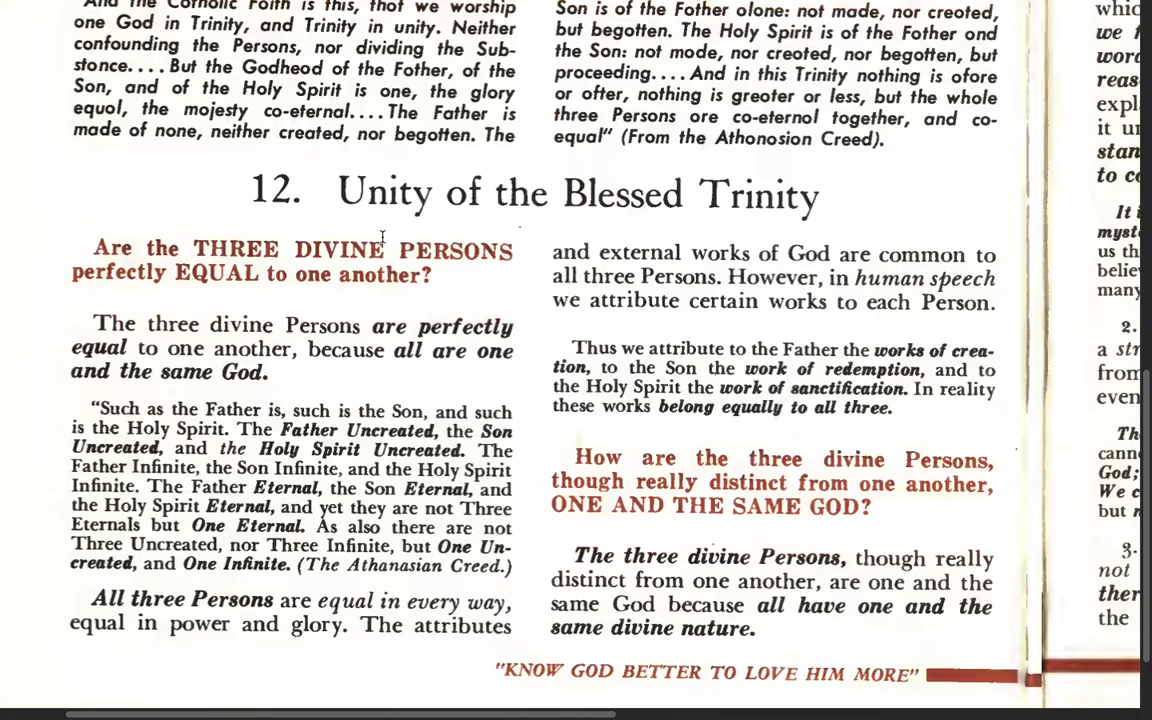 And the Catholic Faith is this, that we worship
one God in Trinity, and Trinity in unity. Neither
confounding the Persons, nor dividing the Sub-
stance.... But the Godhead of the Father, of the
Son, and of the Holy Spirit is one, the glory
equal, the majesty co-eternal.... The Father is
made of none, neither created, nor begotten. The
Son is of the Father alone: not made, nor created,
but begotten. The Holy Spirit is of the Father and
the Son: not made, nor created, nor begotten, but
proceeding.... And in this Trinity nothing is afore
or after, nothing is greater or less, but the whole
three Persons are co-eternal together, and co-
equal" (From the Athanasian Creed).
12. Unity of the Blessed Trinity
Are the THREE DIVINE PERSONS
perfectly EQUAL to one another?
The three divine Persons are perfectly
equal to one another, because all are one
and the same God.
"Such as the Father is, such is the Son, and such
is the Holy Spirit. The Father Uncreated, the Son
Uncreated, and the Holy Spirit Uncreated. The
Father Infinite, the Son Infinite, and the Holy Spirit
Infinite. The Father Eternal, the Son Eternal, and
the Holy Spirit Eternal, and yet they are not Three
Eternals but One Eternal. As also there are not
Three Uncreated, nor Three Infinite, but One Un-
created, and One Infinite. (The Athanasian Creed.)
All three Persons are equal in every way,
equal in power and glory. The attributes
and external works of God are common to
all three Persons. However, in human speech
we attribute certain works to each Person.
Thus we attribute to the Father the works of crea-
tion, to the Son the work of redemption, and to
the Holy Spirit the work of sanctification. In reality
these works belong equally to all three.
How are the three divine Persons,
though really distinct from one another,
ONE AND THE SAME GOD?
The three divine Persons, though really
distinct from one another, are one and the
same God because all have one and the
same divine nature.
"KNOW GOD BETTER TO LOVE HIM MORE"
we
it
to
It
us th
many
2.
a
from
even
Th
God;
We
but
3.
not
the